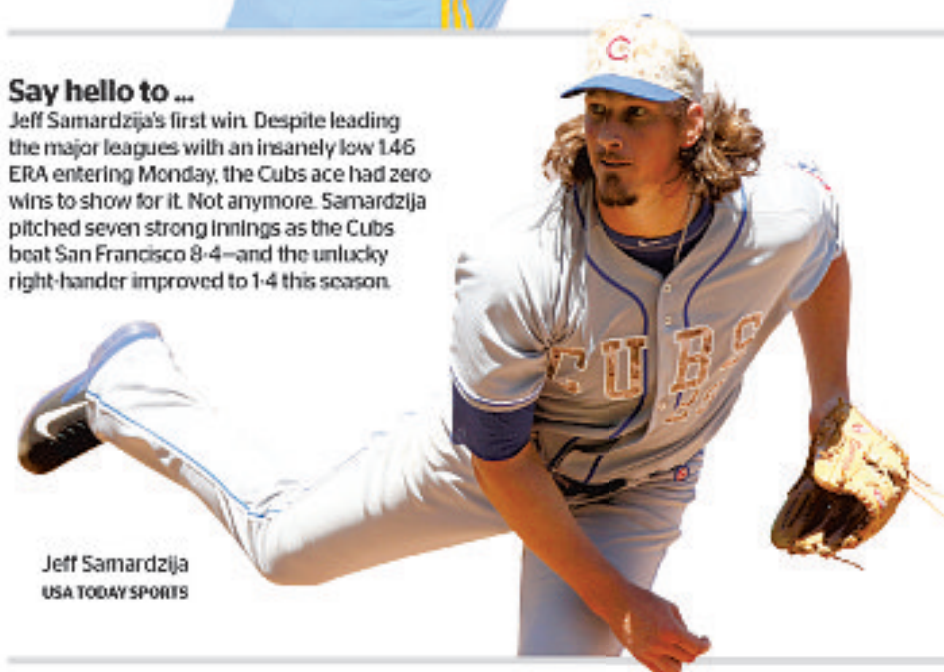 Say hello to ...
Jeff Samardzija's first win. Despite leading
the major leagues with an insanely low 1.46
ERA entering Monday, the Cubs ace had zero
wins to show for it. Not anymore. Samardzija
pitched seven strong innings as the Cubs
beat San Francisco 8-4—and the unlucky
right-hander improved to 1-4 this season.
C
CUBS
Jeff Samardzija
USA TODAY SPORTS